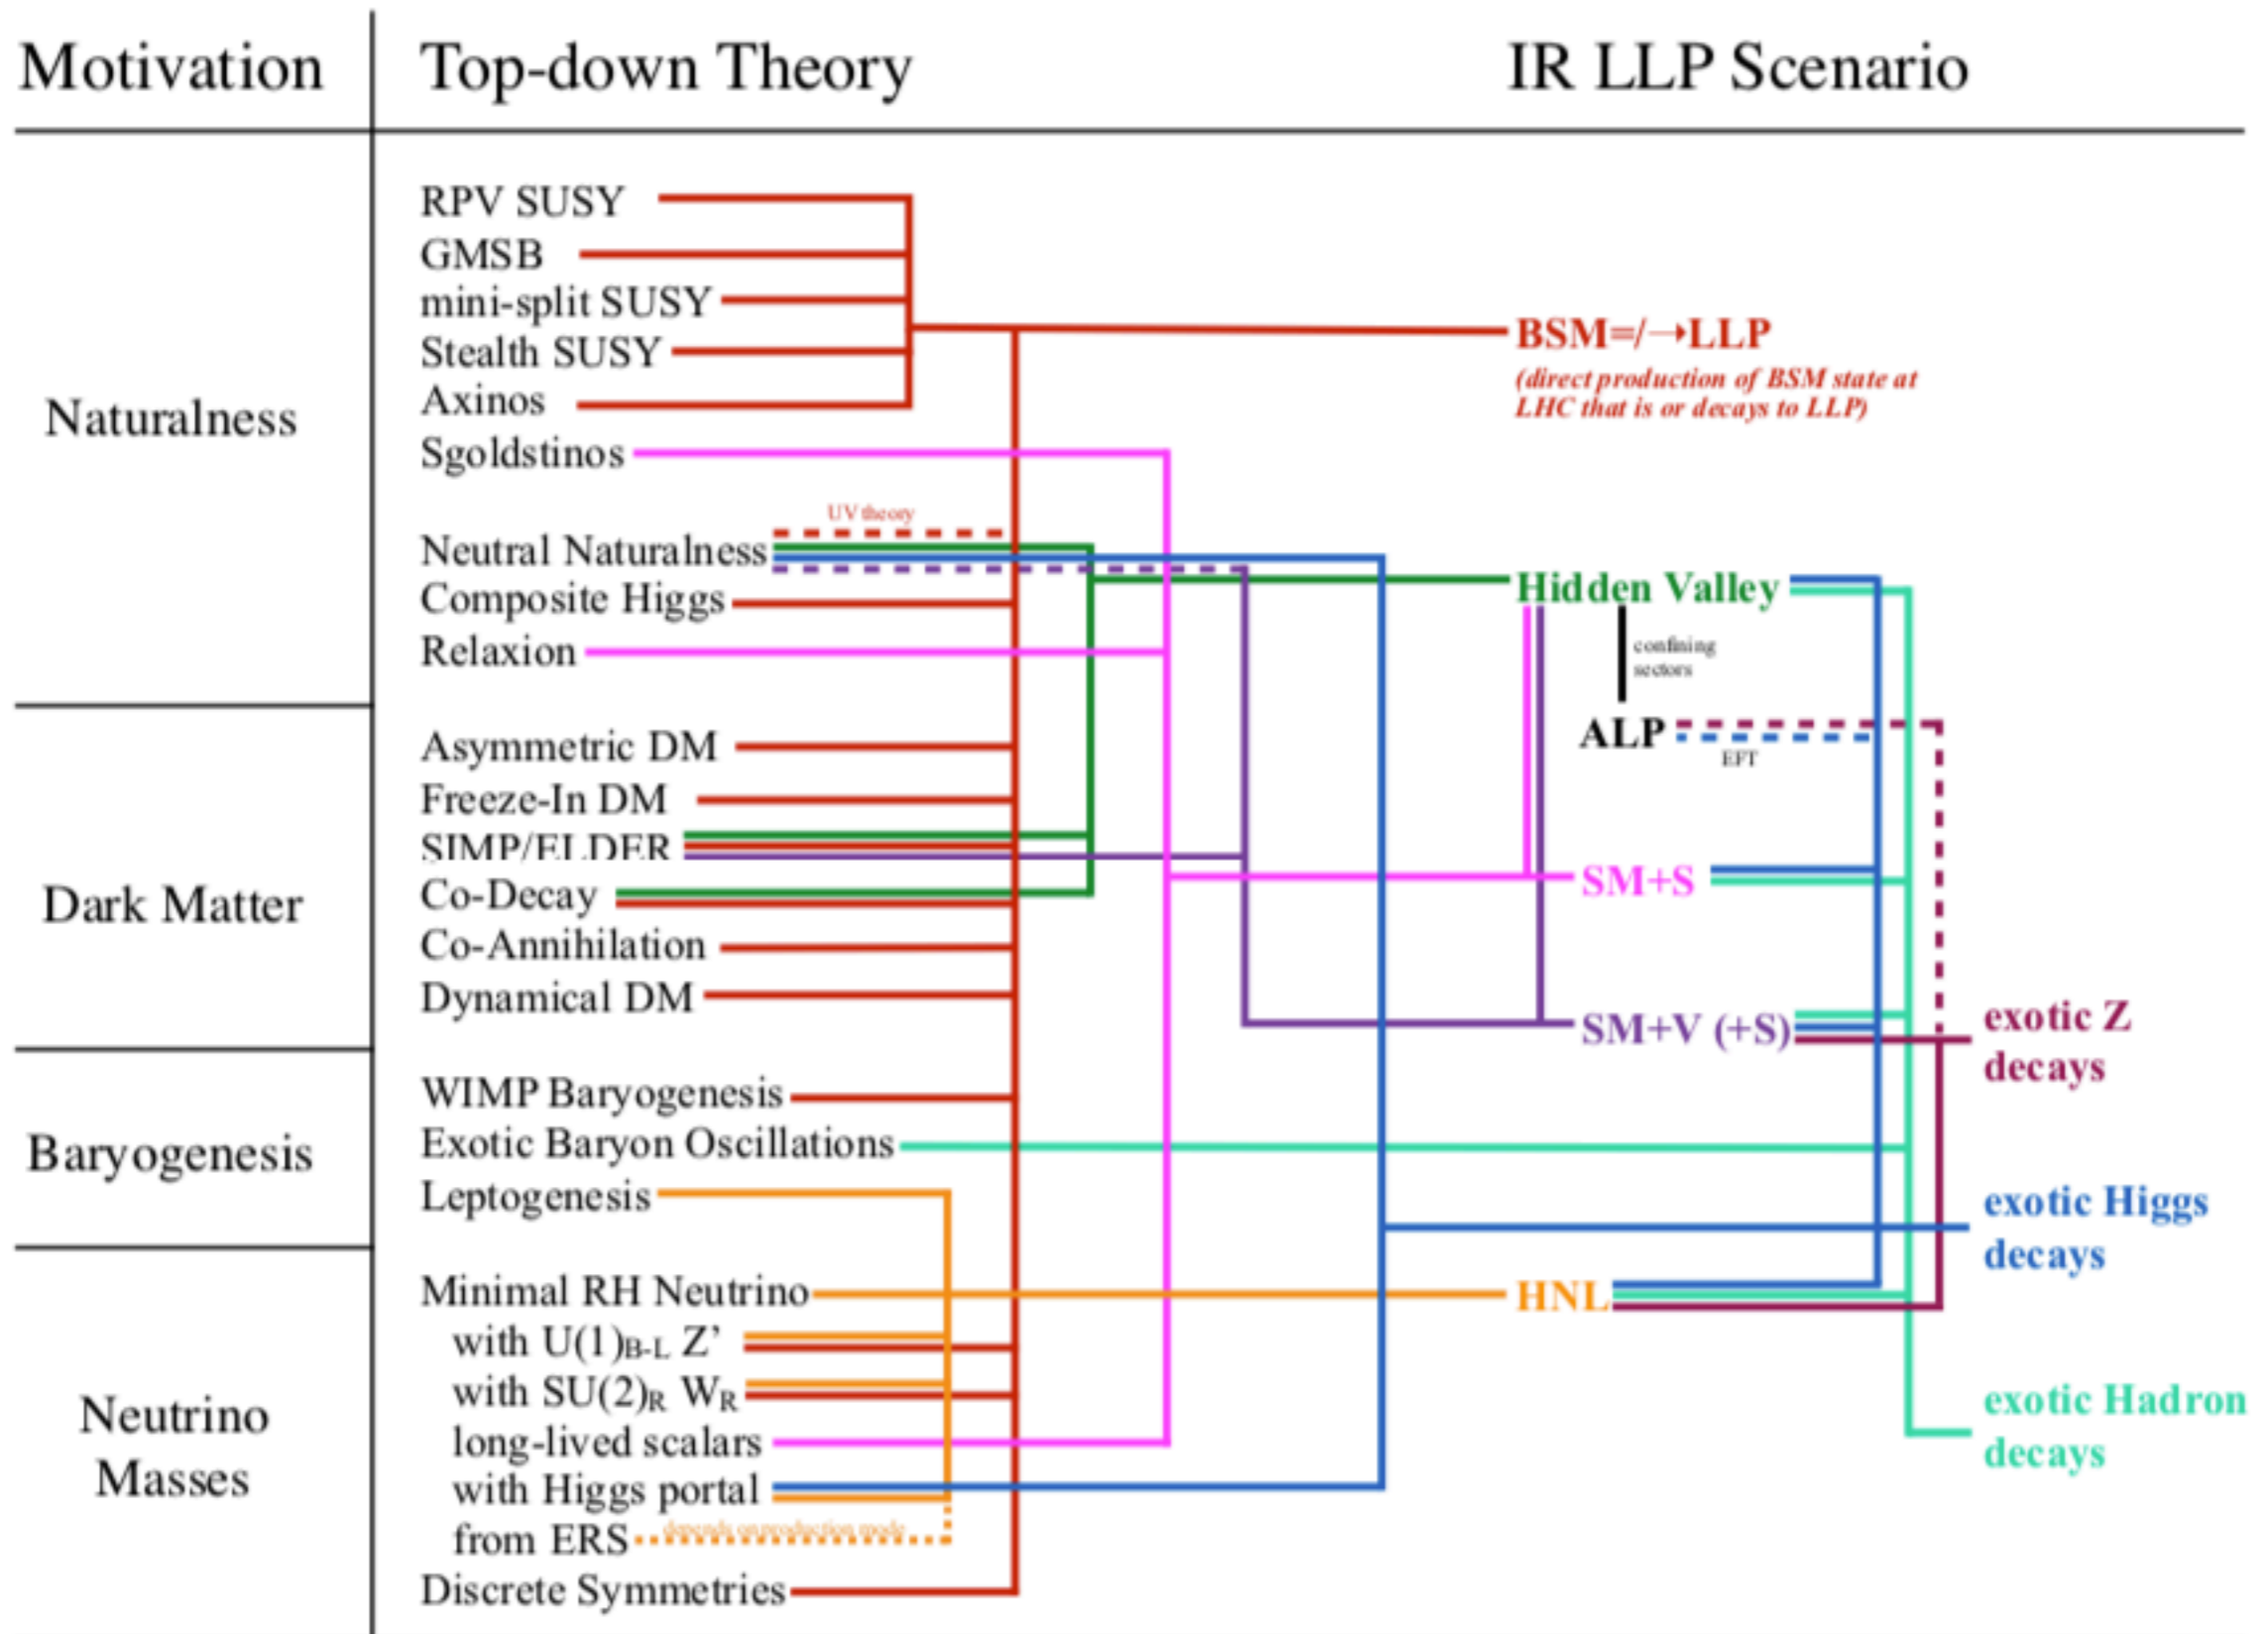 Motivation
Top-down Theory
IR LLP Scenario
Naturalness
RPV SUSY
GMSB
mini-split SUSY
Stealth SUSY
Axinos
Sgoldstinos
UV theory
Neutral Naturalness
Composite Higgs
Relaxion
Dark Matter
Asymmetric DM
Freeze-In DM
SIMP/ELDER
Co-Decay
Co-Annihilation
Dynamical DM
Baryogenesis
WIMP Baryogenesis
Exotic Baryon Oscillations
Leptogenesis
Neutrino
Masses
Minimal RH Neutrino
with U(1)B-L Z’
with SU(2)R WR
long-lived scalars
with Higgs portal
from ERS
depends on production mode
Discrete Symmetries
BSM=/→LLP
(direct production of BSM state at
LHC that is or decays to LLP)
Hidden Valley
confining
sectors
ALP
EFT
SM+S
SM+V (+S)
HNL
exotic Z
decays
exotic Higgs
decays
exotic Hadron
decays